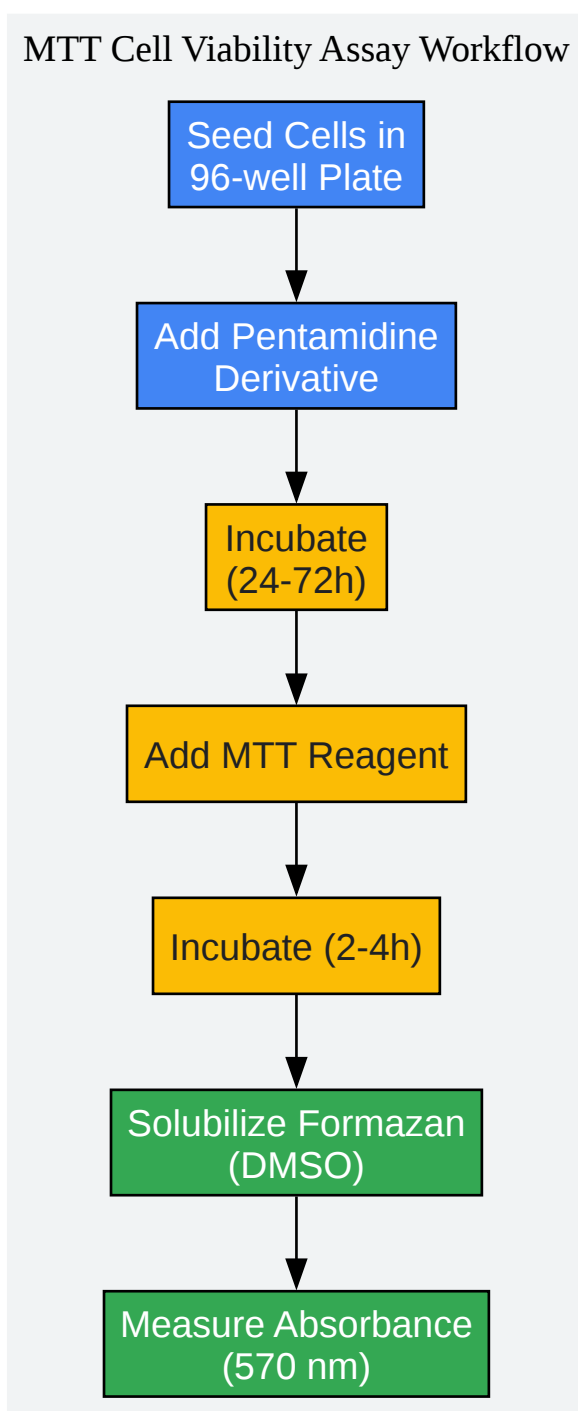 MTT Cell Viability Assay Workflow
Seed Cells in
96-well Plate
Add Pentamidine
Derivative
Incubate
(24-72h)
Add MTT Reagent
Incubate (2-4h)
Solubilize Formazan
(DMSO)
Measure Absorbance
(570 nm)